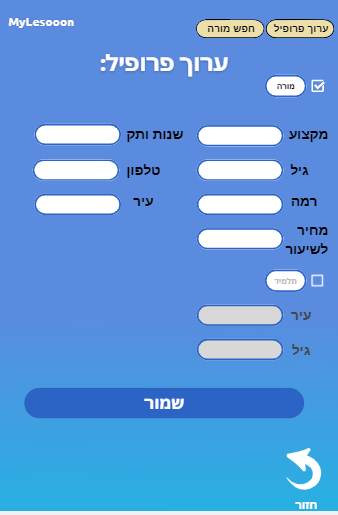 MyLesooon
ערוך פרופיל
חפש מורה
ערוך פרופיל:
מורה
מקצוע
שנות ותק
גיל
טלפון
רמה
עיר
מחיר
לשיעור
תלמיד
עיר
גיל
שמור
חזור